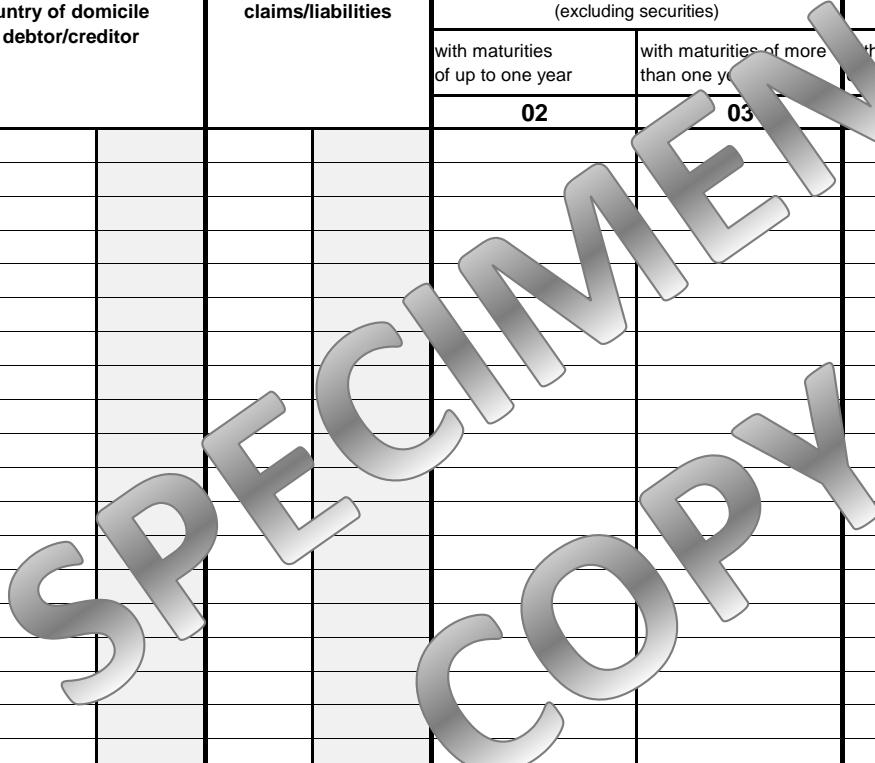 debtor/creditor
of domicile
claims/liabilities
(excluding securities)
with maturities
of up to one year
with maturities of more
than one
02
03
SPECIMEN
COPY